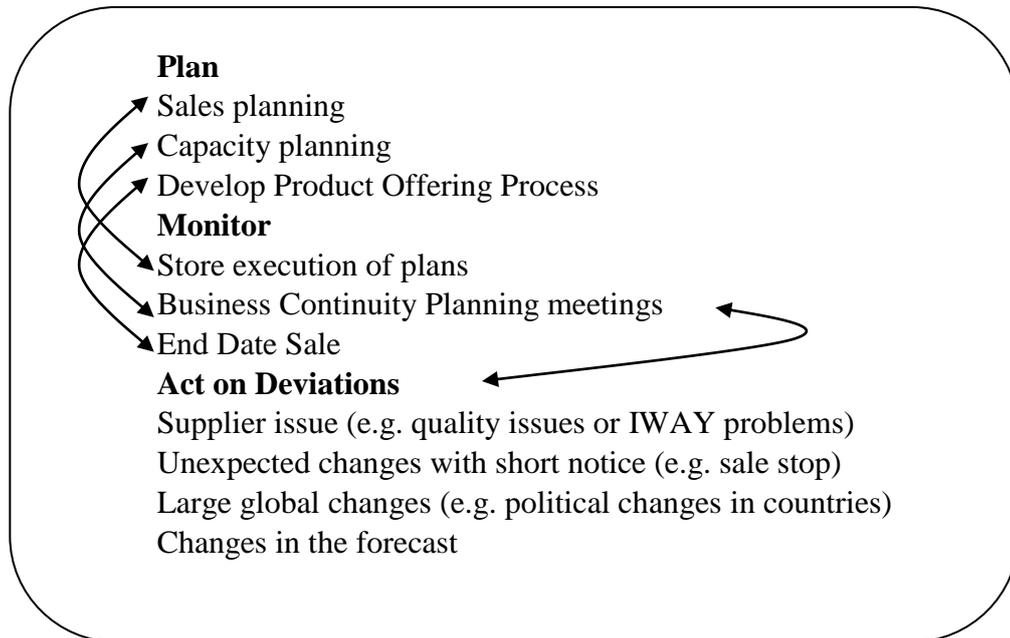 Plan
Sales planning
Capacity planning
Develop Product Offering Process
Monitor
Store execution of plans
Business Continuity Planning meetings
End Date Sale
Act on Deviations
Supplier issue (e.g. quality issues or IWAY problems)
Unexpected changes with short notice (e.g. sale stop)
Large global changes (e.g. political changes in countries)
Changes in the forecast